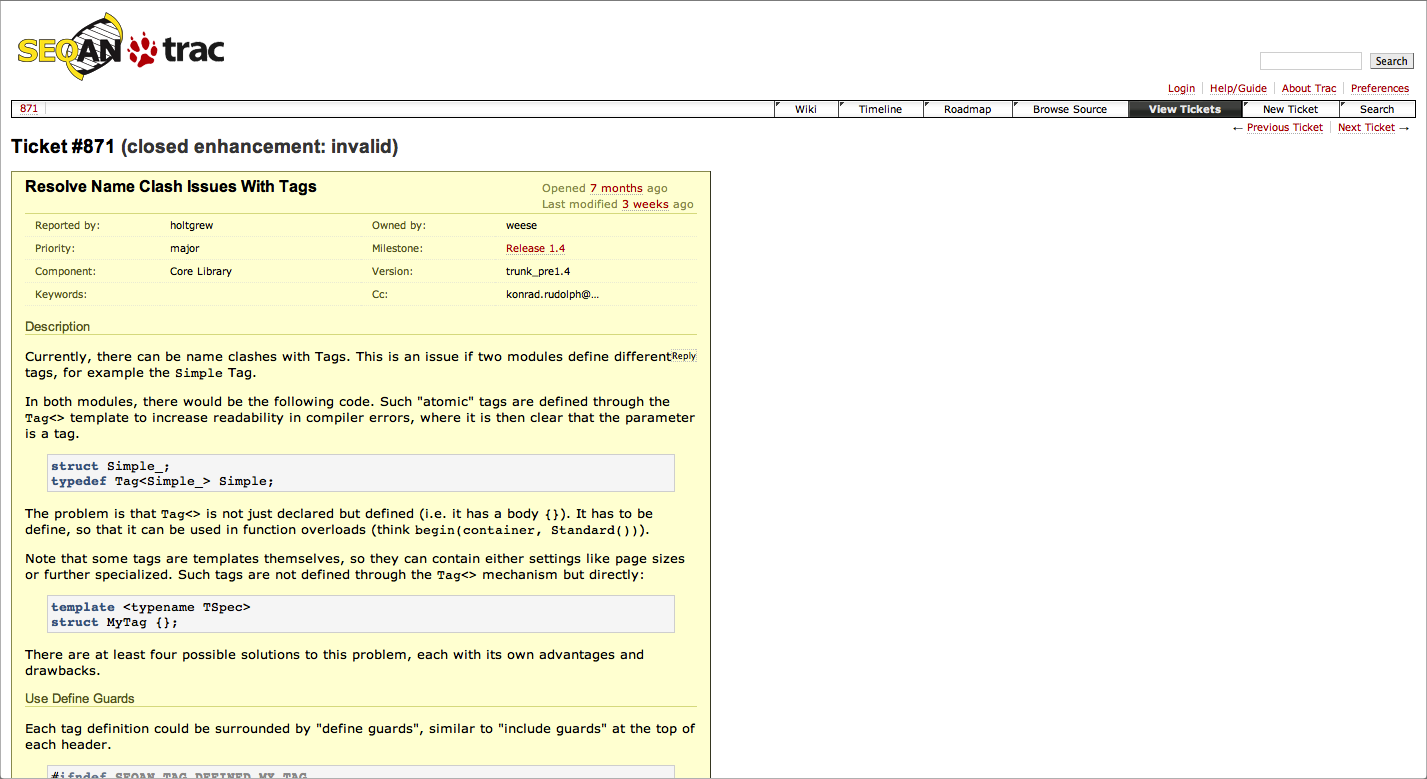 SEQAN trac
Search
Login Help/Guide About Trac Preferences
871 Wiki Timeline Roadmap Browse Source View Tickets New Ticket Search
← Previous Ticket Next Ticket →
Ticket #871 (closed enhancement: invalid)
Resolve Name Clash Issues With Tags
Opened 7 months ago
Last modified 3 weeks ago
Reported by: holtgrew Owned by: weese
Priority: major Milestone: Release 1.4
Component: Core Library Version: trunk_pre1.4
Keywords: Cc: konrad.rudolph@...
Description
Currently, there can be name clashes with Tags. This is an issue if two modules define different Reply
tags, for example the Simple Tag.
In both modules, there would be the following code. Such "atomic" tags are defined through the
Tag<> template to increase readability in compiler errors, where it is then clear that the parameter
is a tag.
struct Simple_;
typedef Tag<Simple_> Simple;
The problem is that Tag<> is not just declared but defined (i.e. it has a body {}). It has to be
define, so that it can be used in function overloads (think begin(container, Standard())).
Note that some tags are templates themselves, so they can contain either settings like page sizes
or further specialized. Such tags are not defined through the Tag<> mechanism but directly:
template <typename TSpec>
struct MyTag {};
There are at least four possible solutions to this problem, each with its own advantages and
drawbacks.
Use Define Guards
Each tag definition could be surrounded by "define guards", similar to "include guards" at the top of
each header.
#ifndef SEQAN_TAG_DEFINED_MY_TAG